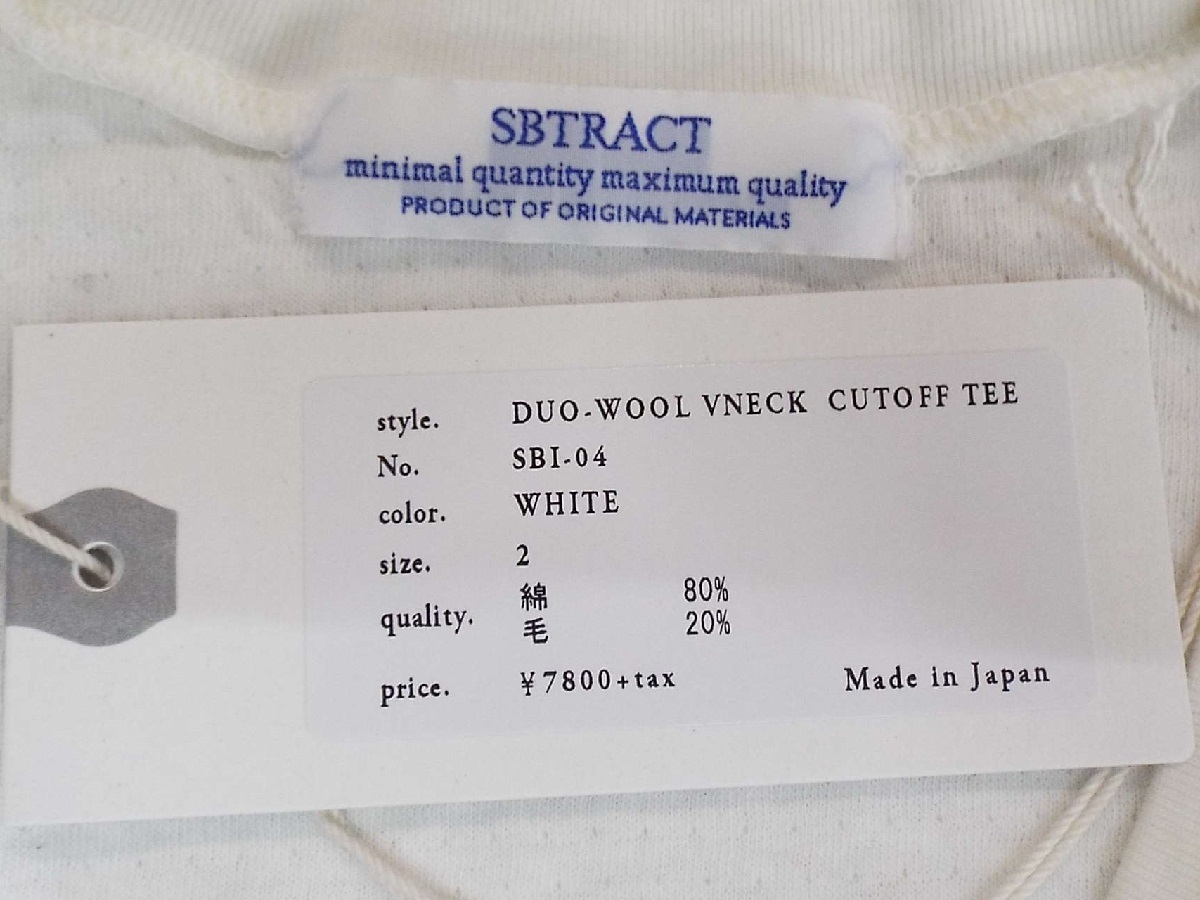 SBTRACT
minimal quantity maximum quality
PRODUCT OF ORIGINAL MATERIALS
style. DUO-WOOL VNECK CUTOFF TEE
No. SBI-04
color. WHITE
size. 2
quality. 綿 80%
毛 20%
price. ¥7800+tax Made in Japan